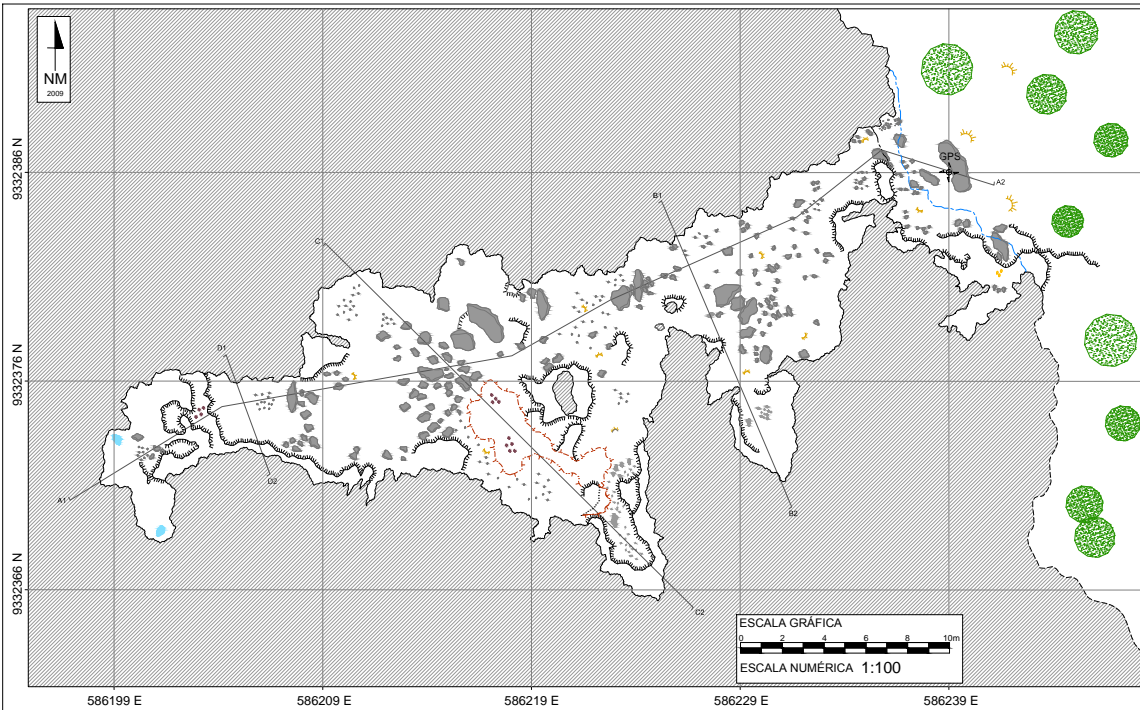 NM
2009
GPS
A2
B1
C1
D1
D2
A1
B2
C2
9332386 N
9332376 N
9332366 N
ESCALA GRÁFICA
0 2 4 6 8 10m
ESCALA NUMÉRICA 1:100
586199 E 586209 E 586219 E 586229 E 586239 E